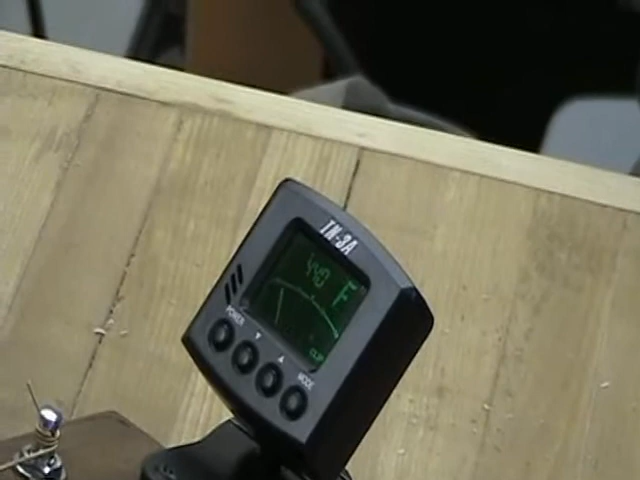 TN-3A
440
F
CLIP
POWER
▼
▲
MODE